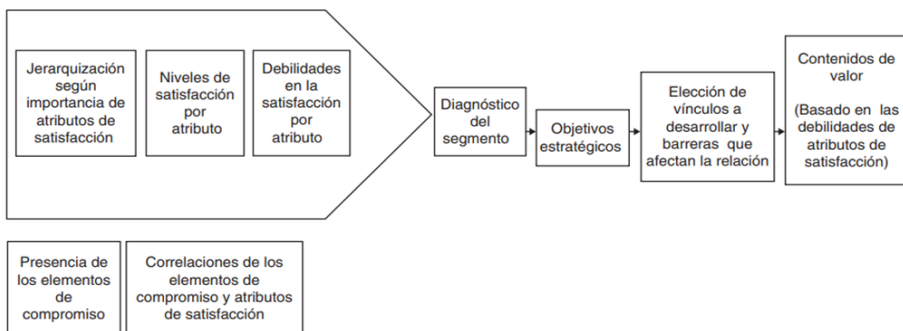 Jerarquización
según
importancia de
atributos de
satisfacción
Niveles de
satisfacción
por
atributo
Debilidades
en la
satisfacción
por
atributo
Diagnóstico
del
segmento
Objetivos
estratégicos
Elección de
vínculos a
desarrollar y
barreras que
afectan la
relación
Contenidos de
valor
(Basado en las
debilidades de
atributos de
satisfacción)
Presencia de
los elementos
de
compromiso
Correlaciones de los
elementos de
compromiso y atributos
de satisfacción